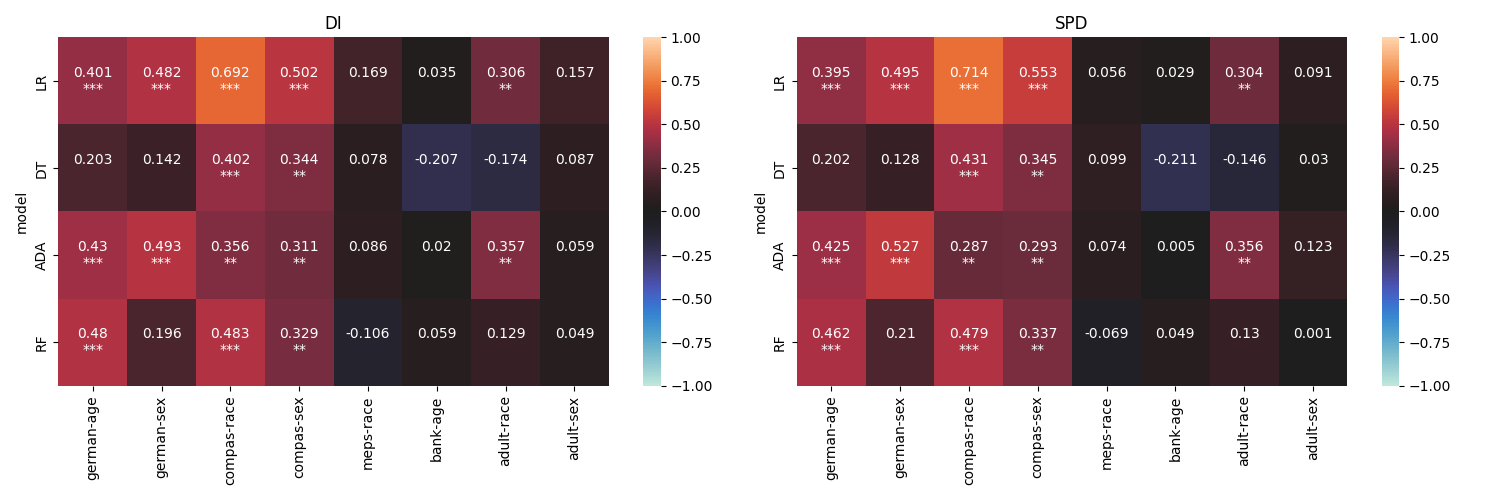 DI
model
LR
0.401 0.482 0.692 0.502 0.169 0.035 0.306 0.157
*** *** *** *** **
DT
0.203 0.142 0.402 0.344 0.078 -0.207 -0.174 0.087
*** **
ADA
0.43 0.493 0.356 0.311 0.086 0.02 0.357 0.059
*** *** ** ** **
RF
0.48 0.196 0.483 0.329 -0.106 0.059 0.129 0.049
*** *** **
german-age
german-sex
compas-race
compas-sex
meps-race
bank-age
adult-race
adult-sex
1.00
0.75
0.50
0.25
0.00
−0.25
−0.50
−0.75
−1.00
SPD
model
LR
0.395 0.495 0.714 0.553 0.056 0.029 0.304 0.091
*** *** *** *** **
DT
0.202 0.128 0.431 0.345 0.099 -0.211 -0.146 0.03
*** **
ADA
0.425 0.527 0.287 0.293 0.074 0.005 0.356 0.123
*** *** ** ** **
RF
0.462 0.21 0.479 0.337 -0.069 0.049 0.13 0.001
*** *** **
german-age
german-sex
compas-race
compas-sex
meps-race
bank-age
adult-race
adult-sex
1.00
0.75
0.50
0.25
0.00
−0.25
−0.50
−0.75
−1.00